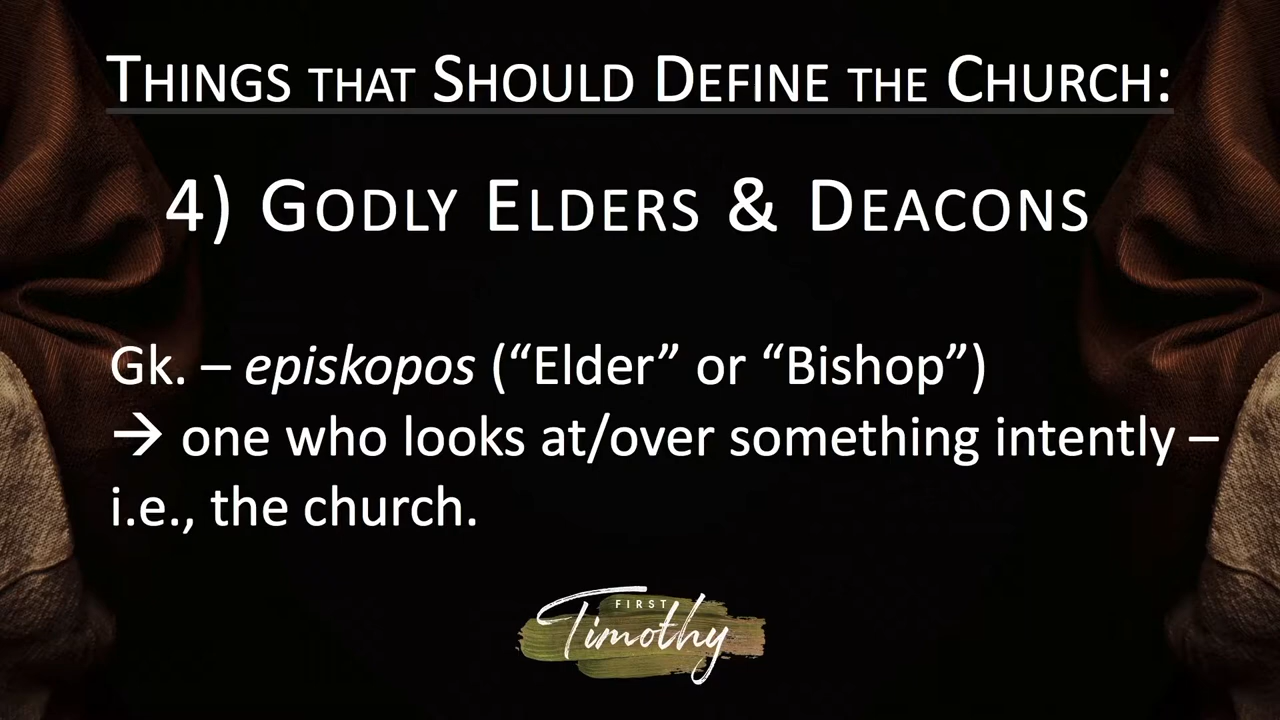 THINGS THAT SHOULD DEFINE THE CHURCH:
4) GODLY ELDERS & DEACONS
Gk. – episkopos (“Elder” or “Bishop”)
→ one who looks at/over something intently –
i.e., the church.
FIRST
Timothy